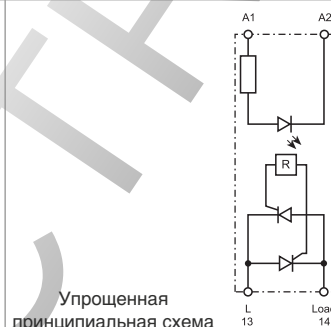 A1 A2
R
L Load
13 14
Упрощенная
принципиальная схема